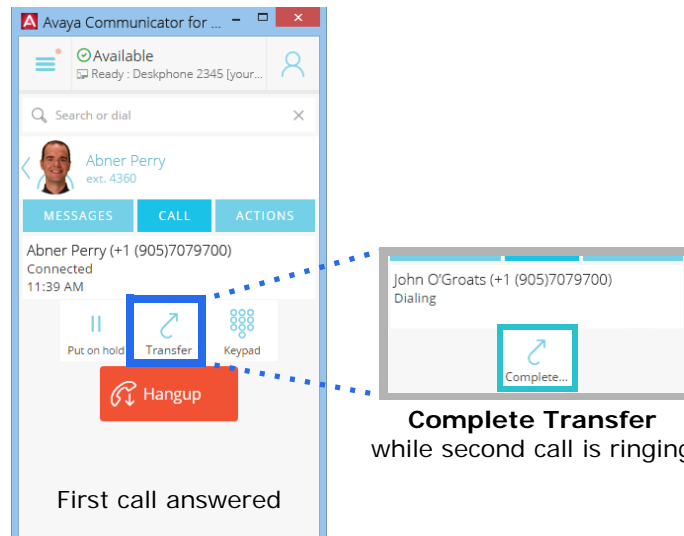 Avaya Communicator for ...
Available
Ready : Deskphone 2345 [your...
Search or dial
Abner Perry
ext. 4360
MESSAGES CALL ACTIONS
Abner Perry (+1 (905)7079700)
Connected
11:39 AM
Put on hold Transfer Keypad
Hangup
First call answered
John O'Groats (+1 (905)7079700)
Dialing
Complete...
Complete Transfer
while second call is ringing